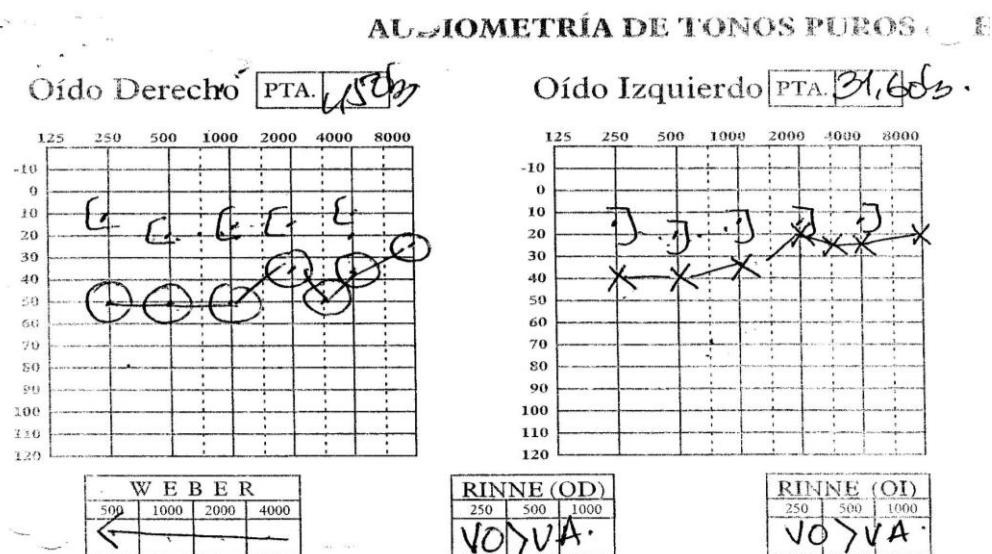 AUDIOMETRÍA DE TONOS PUROS
Oído Derecho PTA. 45db
Oído Izquierdo PTA. 31,6db.
125 250 500 1000 2000 4000 8000
125 250 500 1000 2000 4000 8000
-10
-10
0
0
10
10
20
20
30
30
40
40
50
50
60
60
70
70
80
80
90
90
100
100
110
110
120
120
WEBER
RINNE (OD)
RINNE (OI)
500 1000 2000 4000
250 500 1000
250 500 1000
VO>VA.
VO>VA.